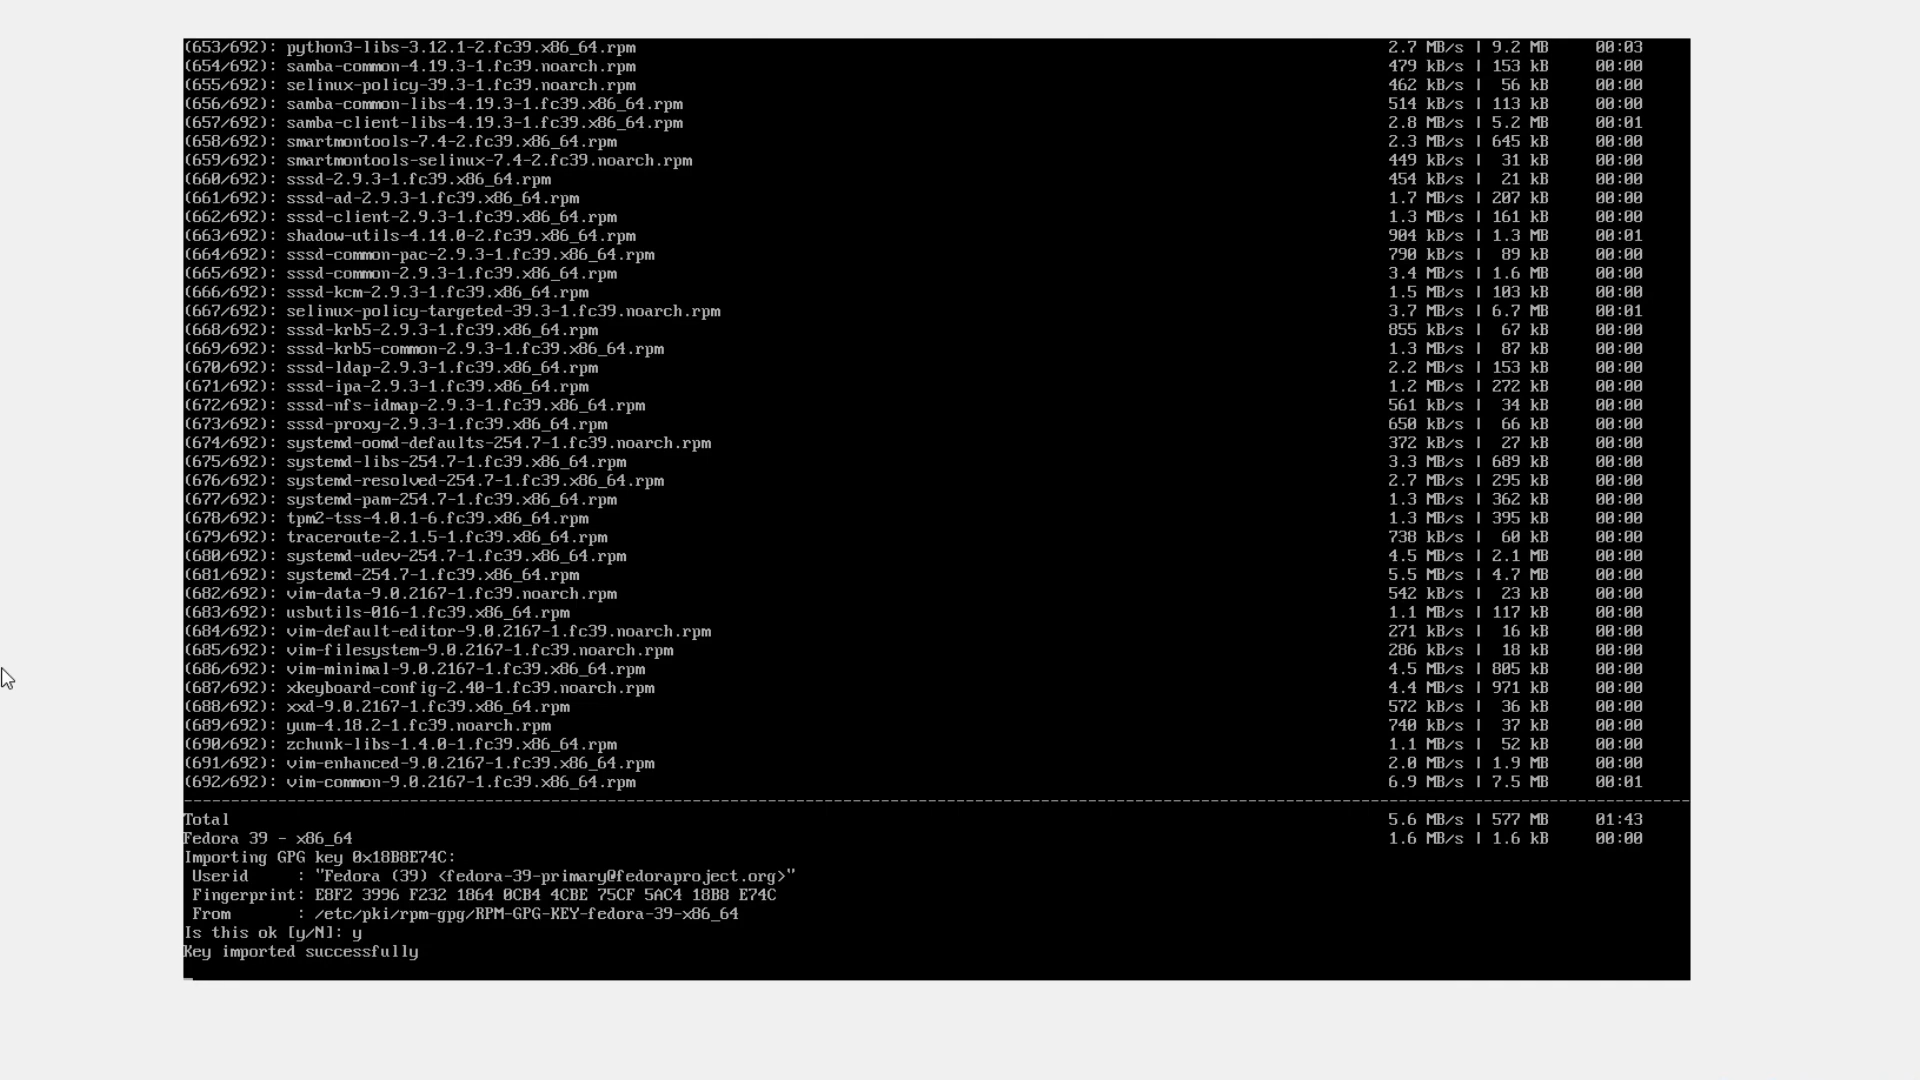 (653/692): python3-libs-3.12.1-2.fc39.x86_64.rpm 2.7 MB/s | 9.2 MB 00:03
(654/692): samba-common-4.19.3-1.fc39.noarch.rpm 479 kB/s | 153 kB 00:00
(655/692): selinux-policy-39.3-1.fc39.noarch.rpm 462 kB/s | 56 kB 00:00
(656/692): samba-common-libs-4.19.3-1.fc39.x86_64.rpm 514 kB/s | 113 kB 00:00
(657/692): samba-client-libs-4.19.3-1.fc39.x86_64.rpm 2.8 MB/s | 5.2 MB 00:01
(658/692): smartmontools-7.4-2.fc39.x86_64.rpm 2.3 MB/s | 645 kB 00:00
(659/692): smartmontools-selinux-7.4-2.fc39.noarch.rpm 449 kB/s | 31 kB 00:00
(660/692): sssd-2.9.3-1.fc39.x86_64.rpm 454 kB/s | 21 kB 00:00
(661/692): sssd-ad-2.9.3-1.fc39.x86_64.rpm 1.7 MB/s | 207 kB 00:00
(662/692): sssd-client-2.9.3-1.fc39.x86_64.rpm 1.3 MB/s | 161 kB 00:00
(663/692): shadow-utils-4.14.0-2.fc39.x86_64.rpm 904 kB/s | 1.3 MB 00:01
(664/692): sssd-common-pac-2.9.3-1.fc39.x86_64.rpm 790 kB/s | 89 kB 00:00
(665/692): sssd-common-2.9.3-1.fc39.x86_64.rpm 3.4 MB/s | 1.6 MB 00:00
(666/692): sssd-kcm-2.9.3-1.fc39.x86_64.rpm 1.5 MB/s | 103 kB 00:00
(667/692): selinux-policy-targeted-39.3-1.fc39.noarch.rpm 3.7 MB/s | 6.7 MB 00:01
(668/692): sssd-krb5-2.9.3-1.fc39.x86_64.rpm 855 kB/s | 67 kB 00:00
(669/692): sssd-krb5-common-2.9.3-1.fc39.x86_64.rpm 1.3 MB/s | 87 kB 00:00
(670/692): sssd-ldap-2.9.3-1.fc39.x86_64.rpm 2.2 MB/s | 153 kB 00:00
(671/692): sssd-ipa-2.9.3-1.fc39.x86_64.rpm 1.2 MB/s | 272 kB 00:00
(672/692): sssd-nfs-idmap-2.9.3-1.fc39.x86_64.rpm 561 kB/s | 34 kB 00:00
(673/692): sssd-proxy-2.9.3-1.fc39.x86_64.rpm 650 kB/s | 66 kB 00:00
(674/692): systemd-oomd-defaults-254.7-1.fc39.noarch.rpm 372 kB/s | 27 kB 00:00
(675/692): systemd-libs-254.7-1.fc39.x86_64.rpm 3.3 MB/s | 689 kB 00:00
(676/692): systemd-resolved-254.7-1.fc39.x86_64.rpm 2.7 MB/s | 295 kB 00:00
(677/692): systemd-pam-254.7-1.fc39.x86_64.rpm 1.3 MB/s | 362 kB 00:00
(678/692): tpm2-tss-4.0.1-6.fc39.x86_64.rpm 1.3 MB/s | 395 kB 00:00
(679/692): traceroute-2.1.5-1.fc39.x86_64.rpm 738 kB/s | 60 kB 00:00
(680/692): systemd-udev-254.7-1.fc39.x86_64.rpm 4.5 MB/s | 2.1 MB 00:00
(681/692): systemd-254.7-1.fc39.x86_64.rpm 5.5 MB/s | 4.7 MB 00:00
(682/692): vim-data-9.0.2167-1.fc39.noarch.rpm 542 kB/s | 23 kB 00:00
(683/692): usbutils-016-1.fc39.x86_64.rpm 1.1 MB/s | 117 kB 00:00
(684/692): vim-default-editor-9.0.2167-1.fc39.noarch.rpm 271 kB/s | 16 kB 00:00
(685/692): vim-filesystem-9.0.2167-1.fc39.noarch.rpm 286 kB/s | 18 kB 00:00
(686/692): vim-minimal-9.0.2167-1.fc39.x86_64.rpm 4.5 MB/s | 805 kB 00:00
(687/692): xkeyboard-config-2.40-1.fc39.noarch.rpm 4.4 MB/s | 971 kB 00:00
(688/692): xxd-9.0.2167-1.fc39.x86_64.rpm 572 kB/s | 36 kB 00:00
(689/692): yum-4.18.2-1.fc39.noarch.rpm 740 kB/s | 37 kB 00:00
(690/692): zchunk-libs-1.4.0-1.fc39.x86_64.rpm 1.1 MB/s | 52 kB 00:00
(691/692): vim-enhanced-9.0.2167-1.fc39.x86_64.rpm 2.0 MB/s | 1.9 MB 00:00
(692/692): vim-common-9.0.2167-1.fc39.x86_64.rpm 6.9 MB/s | 7.5 MB 00:01
--------------------------------------------------------------------------------
Total 5.6 MB/s | 577 MB 01:43
Fedora 39 - x86_64 1.6 MB/s | 1.6 kB 00:00
Importing GPG key 0x18B8E74C:
Userid : "Fedora (39) <fedora-39-primary@fedoraproject.org>"
Fingerprint: E8F2 3996 F232 1864 0CB4 4CBE 75CF 5AC4 18B8 E74C
From : /etc/pki/rpm-gpg/RPM-GPG-KEY-fedora-39-x86_64
Is this ok [y/N]: y
Key imported successfully